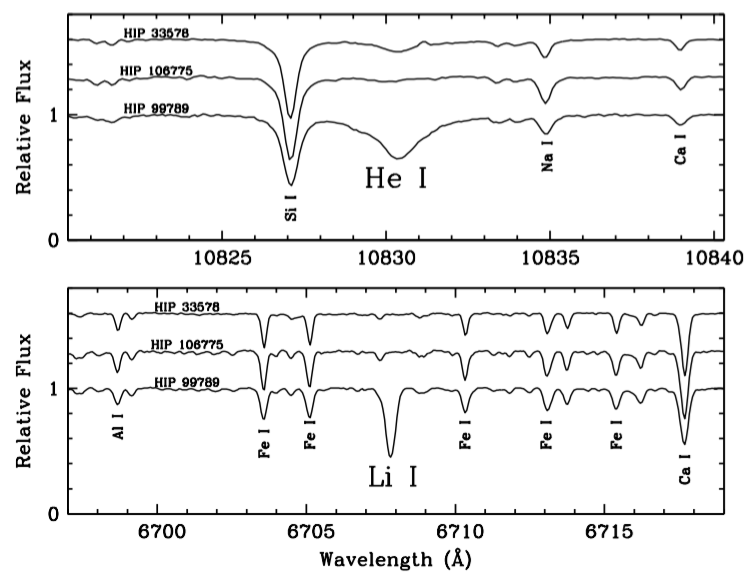 Relative Flux
HIP 33578
HIP 106775
HIP 99789
1
0
Si I
He I
Na I
Ca I
10825
10830
10835
10840
Relative Flux
HIP 33578
HIP 106775
HIP 99789
1
0
Al I
Fe I
Fe I
Li I
Fe I
Fe I
Fe I
Ca I
6700
6705
6710
6715
Wavelength (Å)